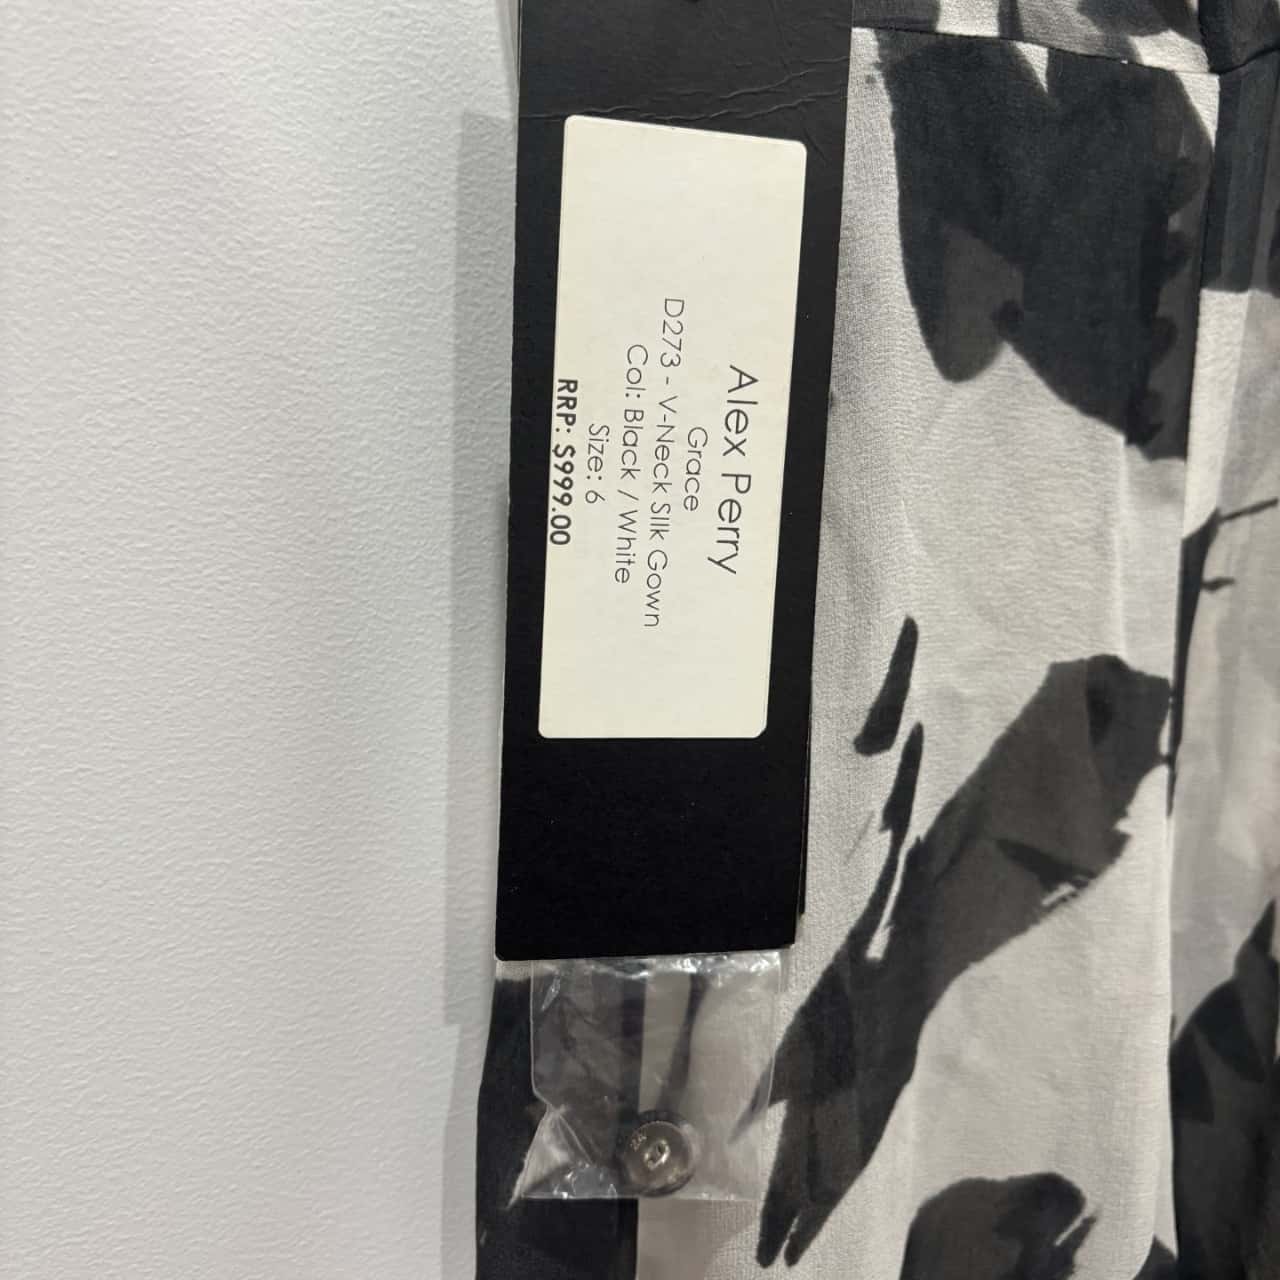 Alex Perry
Grace
D273 - V-Neck Silk Gown
Col: Black / White
Size: 6
RRP: $999.00